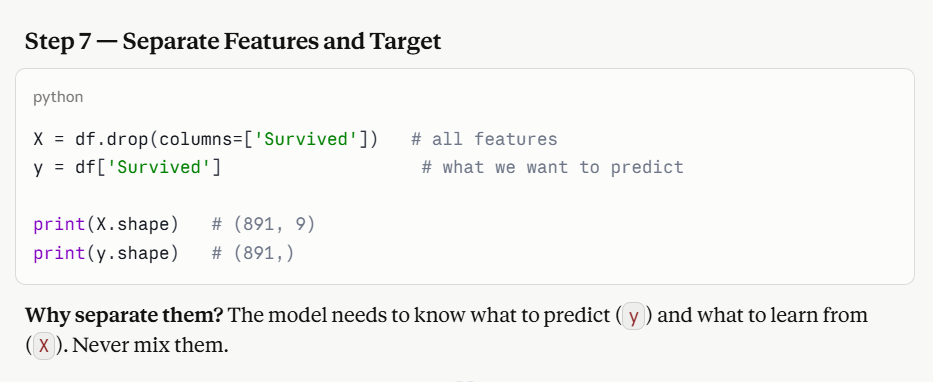 Step 7 — Separate Features and Target
python
X = df.drop(columns=['Survived'])   # all features
y = df['Survived']                   # what we want to predict
print(X.shape)   # (891, 9)
print(y.shape)   # (891,)
Why separate them? The model needs to know what to predict (y) and what to learn from
(X). Never mix them.